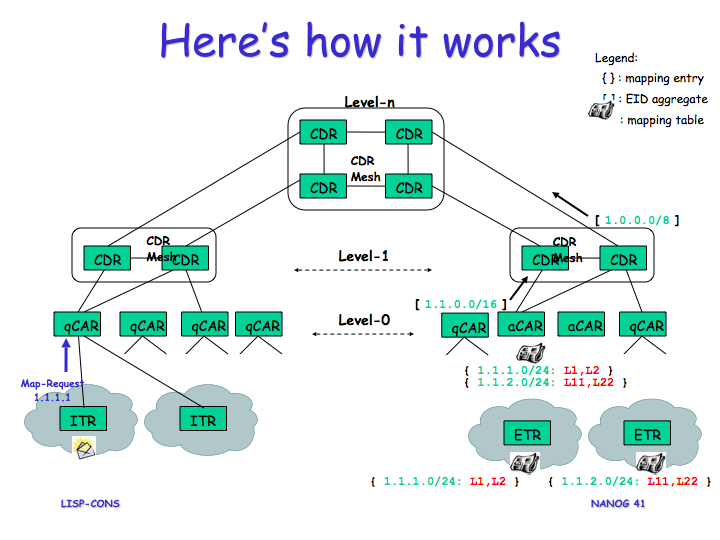 Here's how it works
Legend:
{ } : mapping entry
[ ] : EID aggregate
: mapping table
Level-n
CDR
CDR
CDR
Mesh
CDR
CDR
[ 1.0.0.0/8 ]
CDR
Mesh
CDR
CDR
Level-1
CDR
Mesh
CDR
CDR
[ 1.1.0.0/16 ]
Level-0
qCAR
qCAR
qCAR
qCAR
qCAR
aCAR
aCAR
qCAR
{ 1.1.1.0/24: L1,L2 }
{ 1.1.2.0/24: L11,L22 }
Map-Request
1.1.1.1
ITR
ITR
ETR
ETR
{ 1.1.1.0/24: L1,L2 }
{ 1.1.2.0/24: L11,L22 }
LISP-CONS
NANOG 41